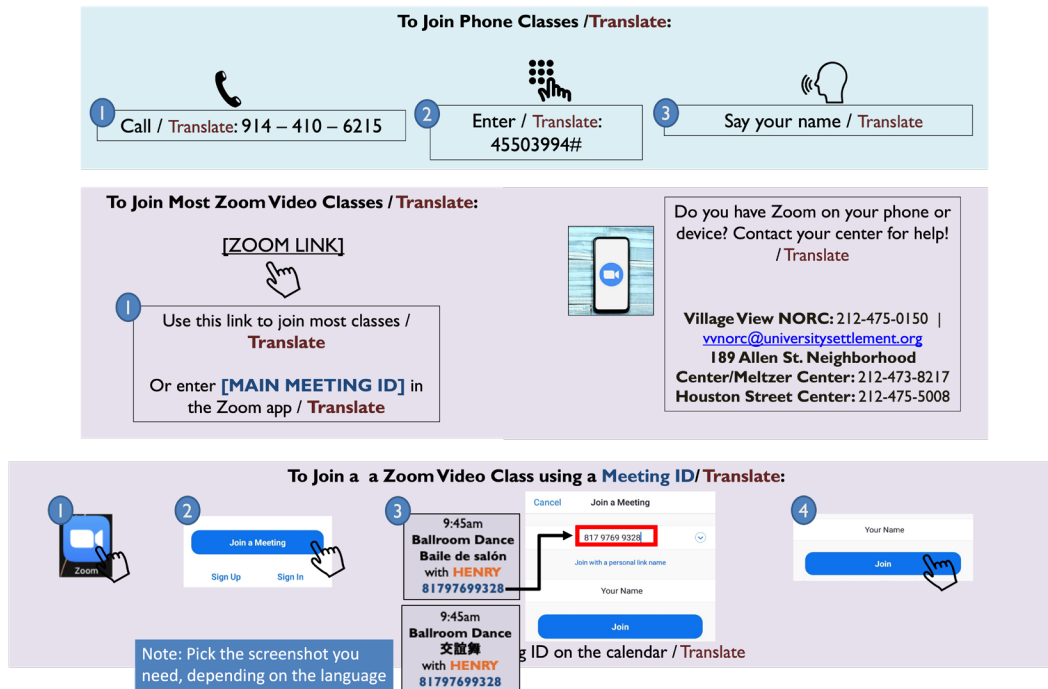 To Join Phone Classes /Translate:
1
Call / Translate: 914 – 410 – 6215
2
Enter / Translate:
45503994#
3
Say your name / Translate
To Join Most Zoom Video Classes / Translate:
[ZOOM LINK]
1
Use this link to join most classes /
Translate
Or enter [MAIN MEETING ID] in
the Zoom app / Translate
Do you have Zoom on your phone or
device? Contact your center for help!
/ Translate
Village View NORC: 212-475-0150 |
vvnorc@universitysettlement.org
189 Allen St. Neighborhood
Center/Meltzer Center: 212-473-8217
Houston Street Center: 212-475-5008
To Join a a Zoom Video Class using a Meeting ID/ Translate:
1
Zoom
2
Join a Meeting
Sign Up
Sign In
3
9:45am
Ballroom Dance
Baile de salón
with HENRY
81797699328
9:45am
Ballroom Dance
交誼舞
with HENRY
81797699328
Cancel
Join a Meeting
817 9769 9328
Join with a personal link name
Your Name
Join
g ID on the calendar / Translate
4
Your Name
Join
Note: Pick the screenshot you
need, depending on the language